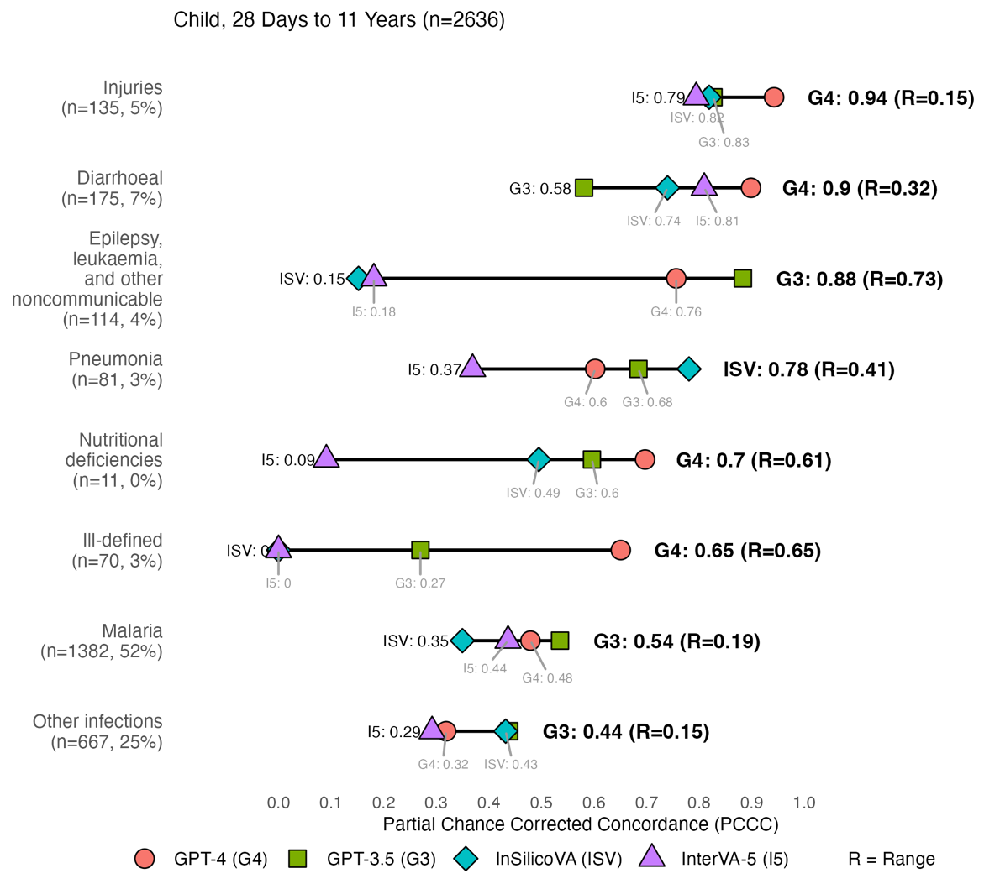 Child, 28 Days to 11 Years (n=2636)
Injuries
(n=135, 5%)
I5: 0.79
G4: 0.94 (R=0.15)
ISV: 0.82
G3: 0.83
Diarrhoeal
(n=175, 7%)
G3: 0.58
G4: 0.9 (R=0.32)
ISV: 0.74
I5: 0.81
Epilepsy,
leukaemia,
and other
noncommunicable
(n=114, 4%)
ISV: 0.15
G3: 0.88 (R=0.73)
I5: 0.18
G4: 0.76
Pneumonia
(n=81, 3%)
I5: 0.37
ISV: 0.78 (R=0.41)
G4: 0.6
G3: 0.68
Nutritional
deficiencies
(n=11, 0%)
I5: 0.09
G4: 0.7 (R=0.61)
ISV: 0.49
G3: 0.6
Ill-defined
(n=70, 3%)
ISV: 0
G4: 0.65 (R=0.65)
I5: 0
G3: 0.27
Malaria
(n=1382, 52%)
ISV: 0.35
G3: 0.54 (R=0.19)
I5: 0.44
G4: 0.48
Other infections
(n=667, 25%)
I5: 0.29
G3: 0.44 (R=0.15)
G4: 0.32
ISV: 0.43
0.0 0.1 0.2 0.3 0.4 0.5 0.6 0.7 0.8 0.9 1.0
Partial Chance Corrected Concordance (PCCC)
GPT-4 (G4) GPT-3.5 (G3) InSilicoVA (ISV) InterVA-5 (I5) R = Range